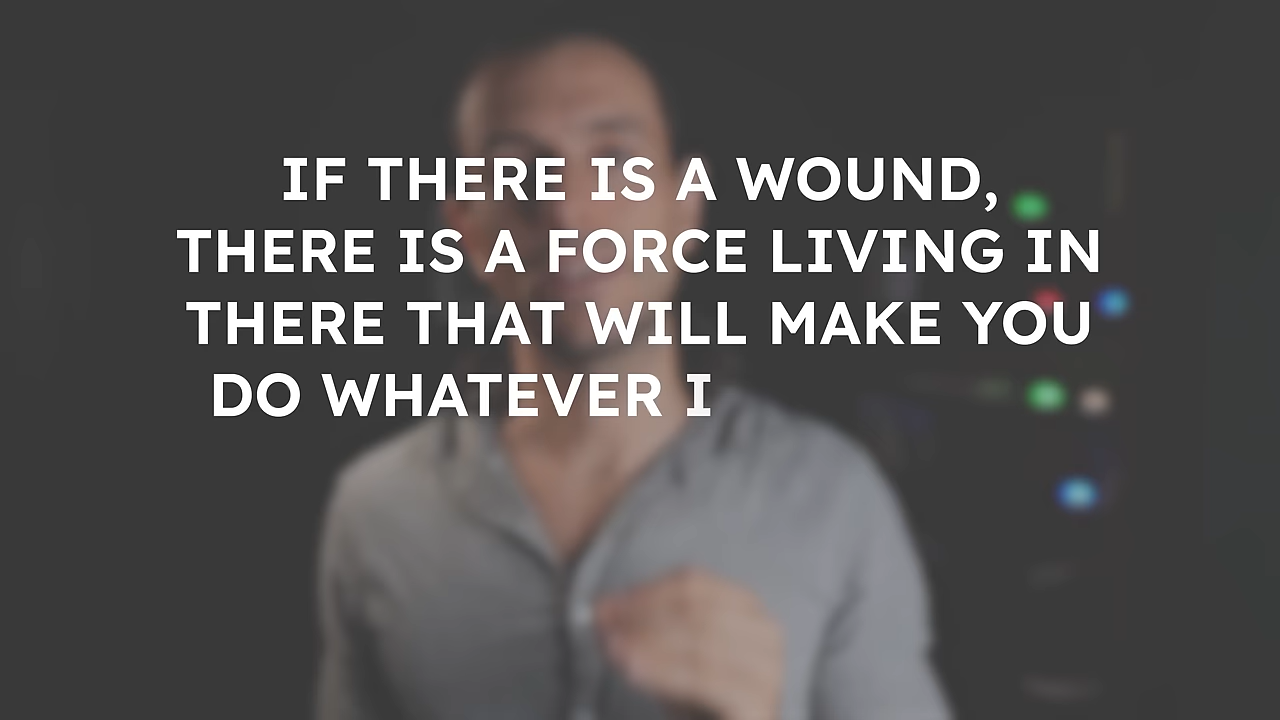 IF THERE IS A WOUND,
THERE IS A FORCE LIVING IN
THERE THAT WILL MAKE YOU
DO WHATEVER I